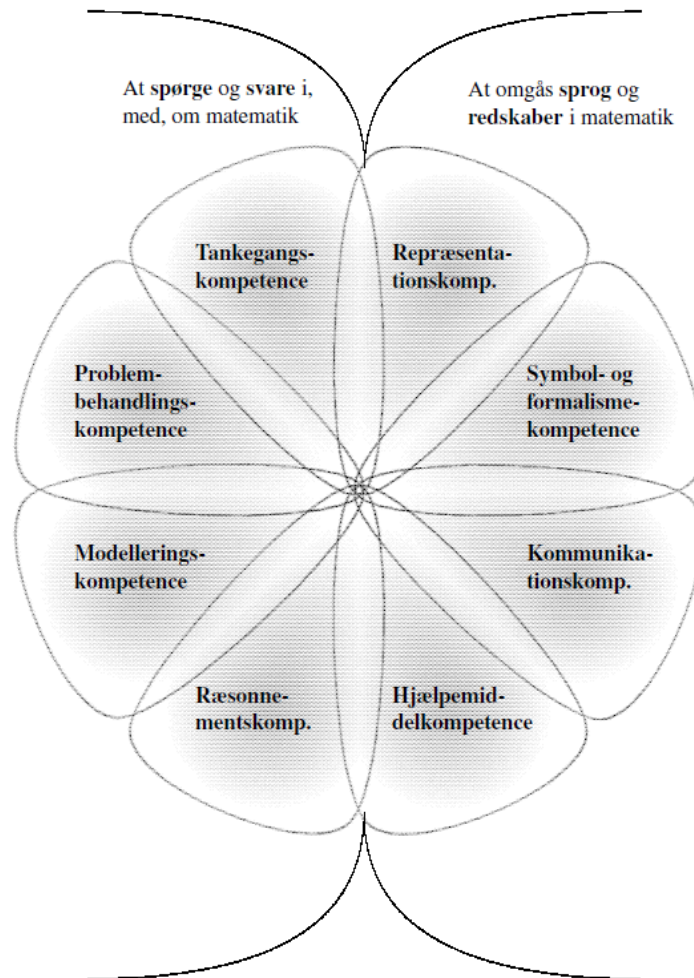 At spørge og svare i,
med, om matematik
At omgås sprog og
redskaber i matematik
Tankegangs-
kompetence
Repræsenta-
tionskomp.
Problem-
behandlings-
kompetence
Symbol- og
formalisme-
kompetence
Modellerings-
kompetence
Kommunika-
tionskomp.
Ræsonne-
mentskomp.
Hjælpemid-
delkompetence